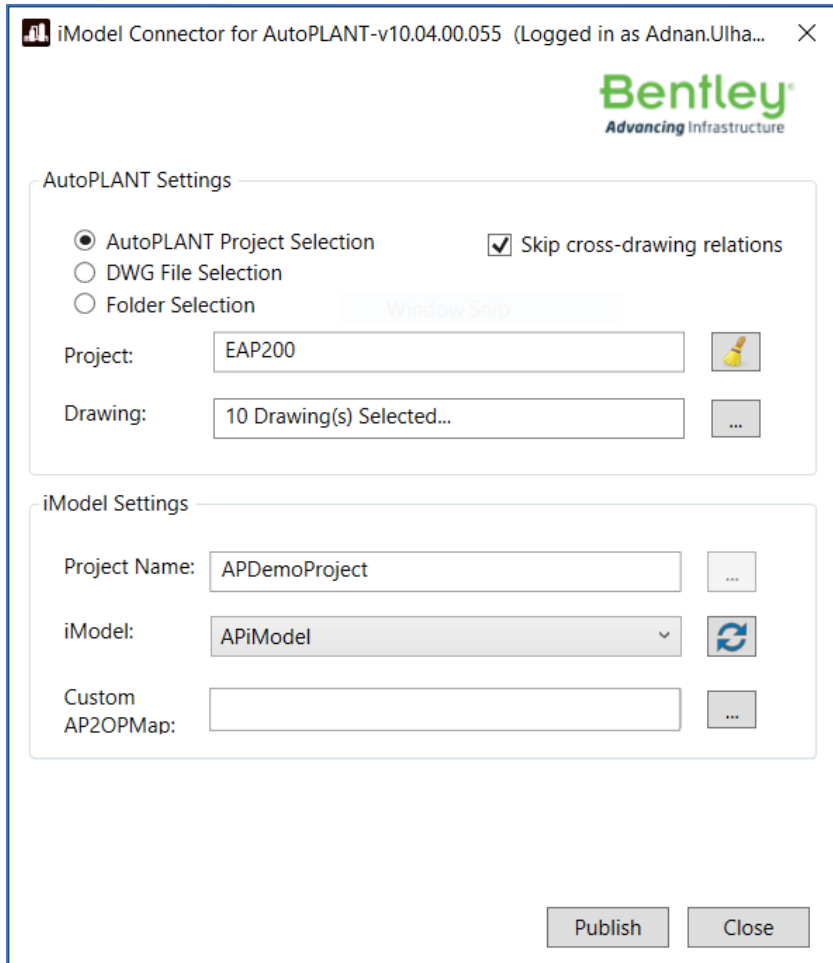 iModel Connector for AutoPLANT-v10.04.00.055 (Logged in as Adnan.Ulha...
Bentley®
Advancing Infrastructure
AutoPLANT Settings
AutoPLANT Project Selection
Skip cross-drawing relations
DWG File Selection
Folder Selection
Window Snip
Project:
EAP200
Drawing:
10 Drawing(s) Selected...
...
iModel Settings
Project Name:
APDemoProject
...
iModel:
APiModel
Custom
AP2OPMap:
...
Publish
Close